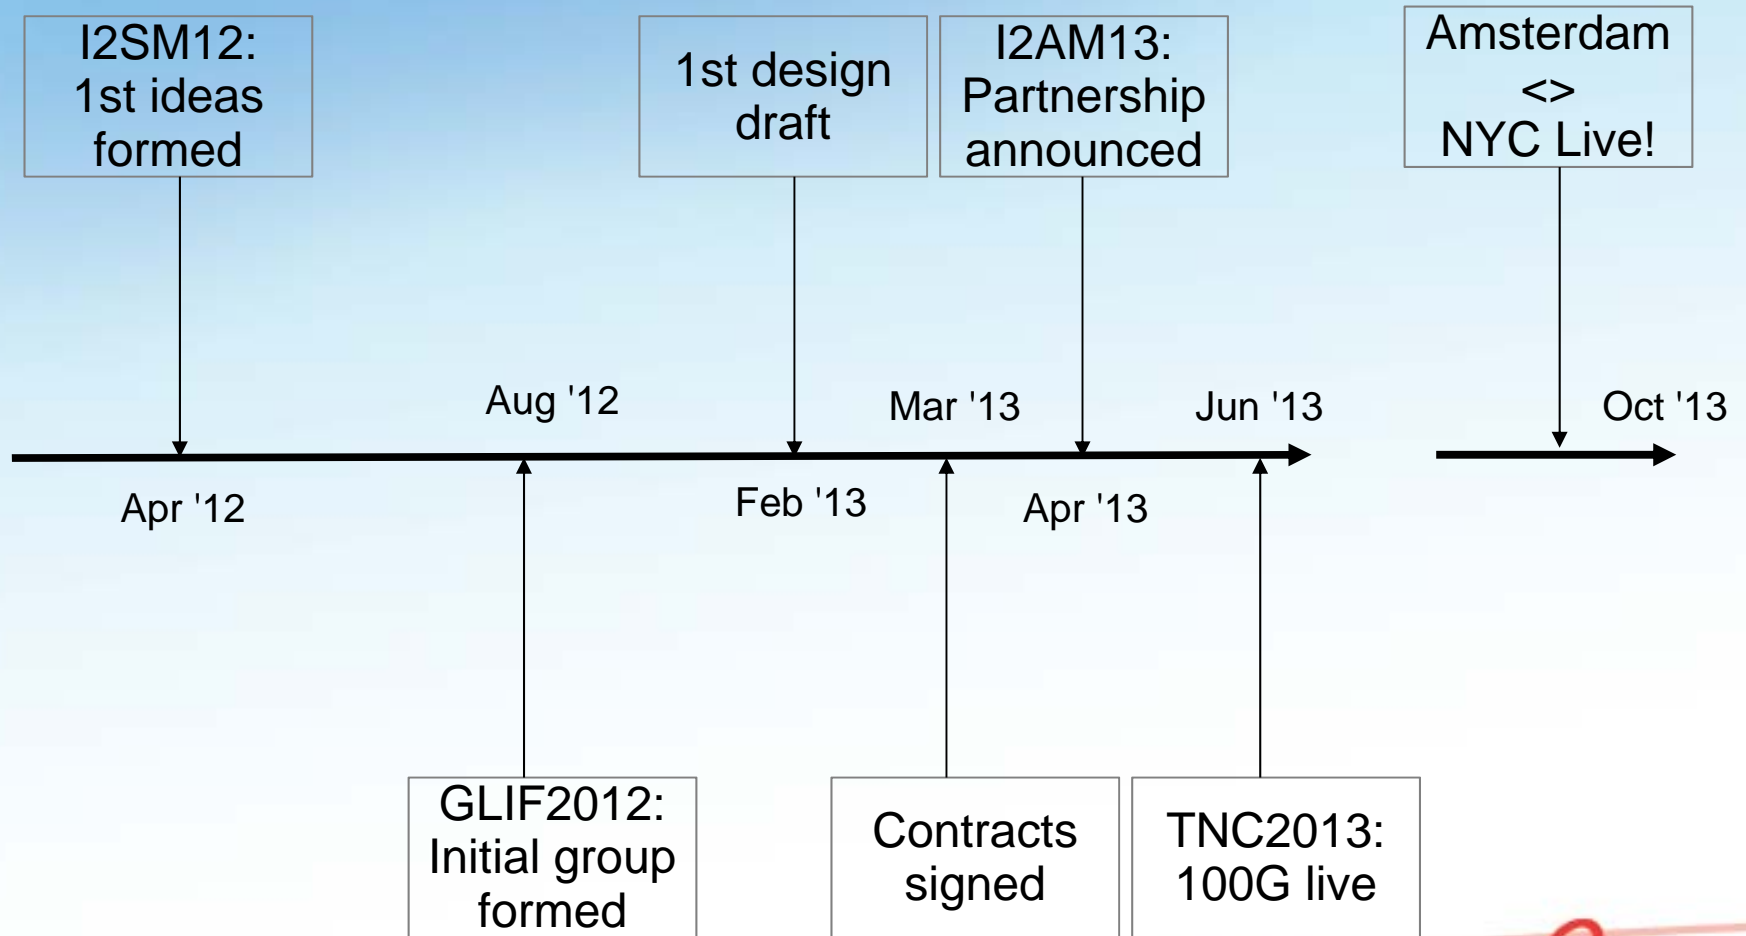 I2SM12:
1st ideas
formed
1st design
draft
I2AM13:
Partnership
announced
Amsterdam
<>
NYC Live!
Aug '12
Mar '13
Jun '13
Oct '13
Apr '12
Feb '13
Apr '13
GLIF2012:
Initial group
formed
Contracts
signed
TNC2013:
100G live